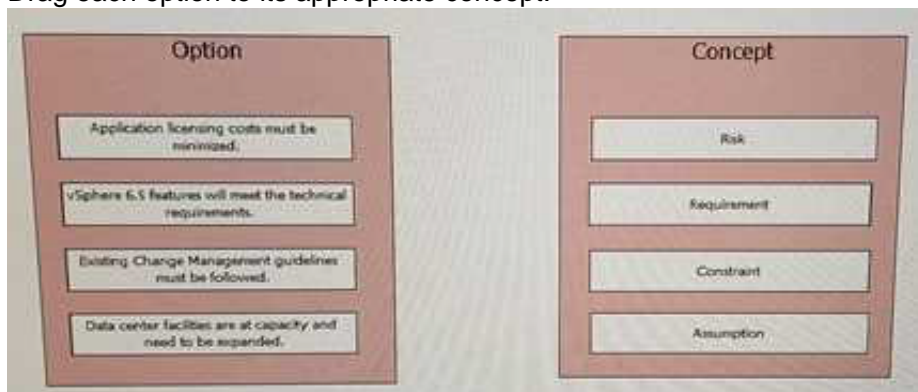 Drag each option to its appropriate concept.
Option
Application licensing costs must be
minimized.
vSphere 6.5 features will meet the technical
requirements.
Existing Change Management guidelines
must be followed.
Data center facilities are at capacity and
need to be expanded.
Concept
Risk
Requirement
Constraint
Assumption